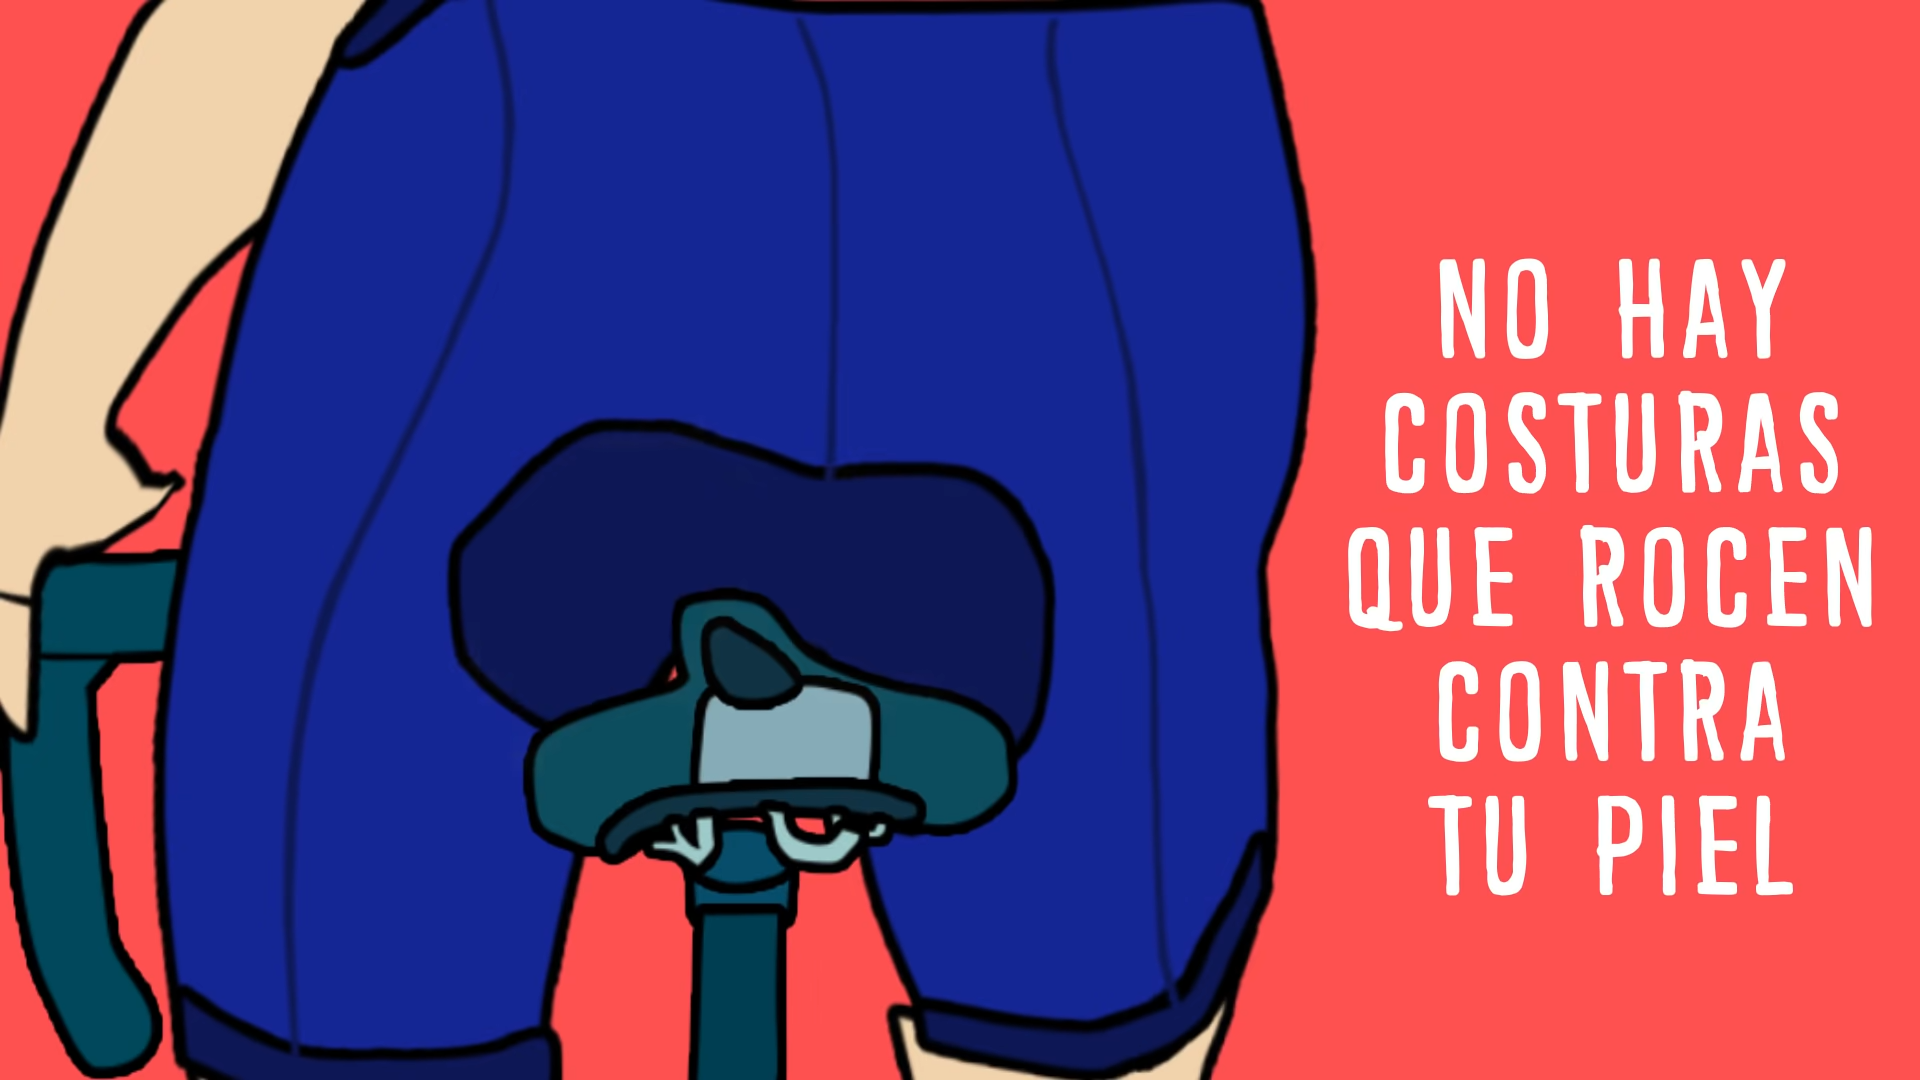 NO HAY
COSTURAS
QUE ROCEN
CONTRA
TU PIEL